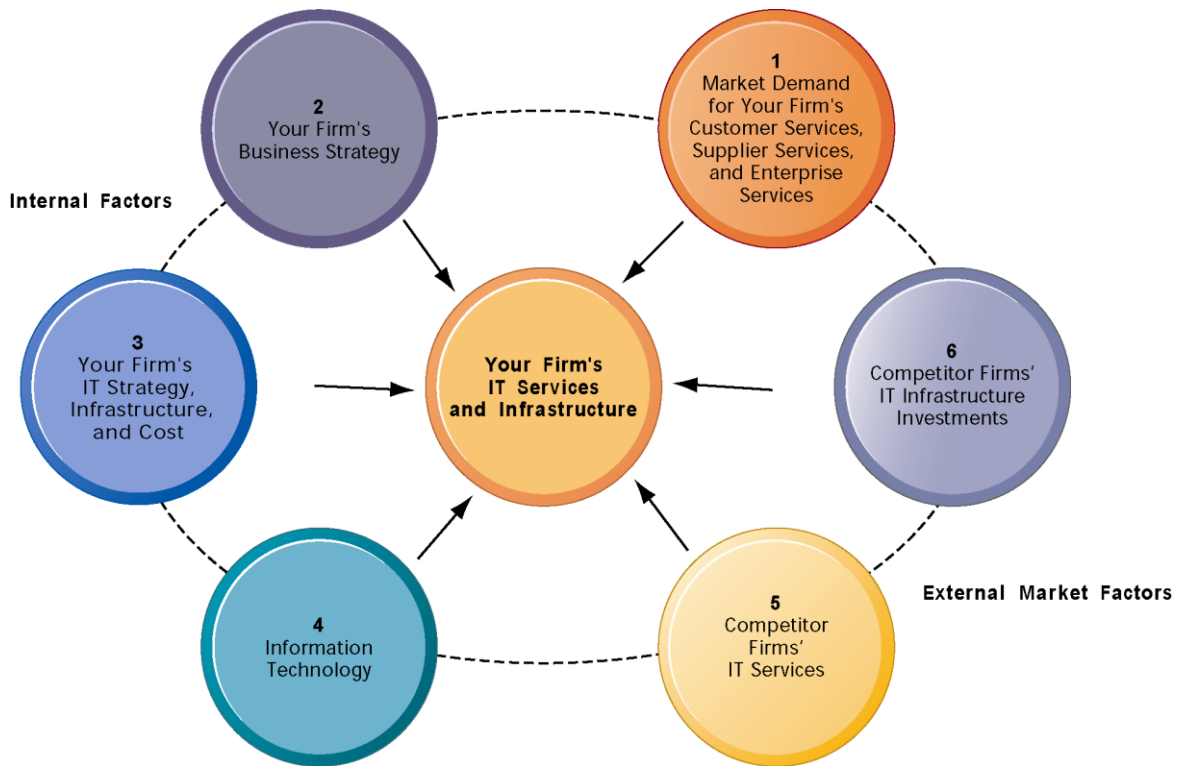 1
Market Demand
for Your Firm's
Customer Services,
Supplier Services,
and Enterprise
Services
2
Your Firm's
Business Strategy
Internal Factors
3
Your Firm's
IT Strategy,
Infrastructure,
and Cost
Your Firm's
IT Services
and Infrastructure
6
Competitor Firms'
IT Infrastructure
Investments
4
Information
Technology
5
Competitor
Firms'
IT Services
External Market Factors